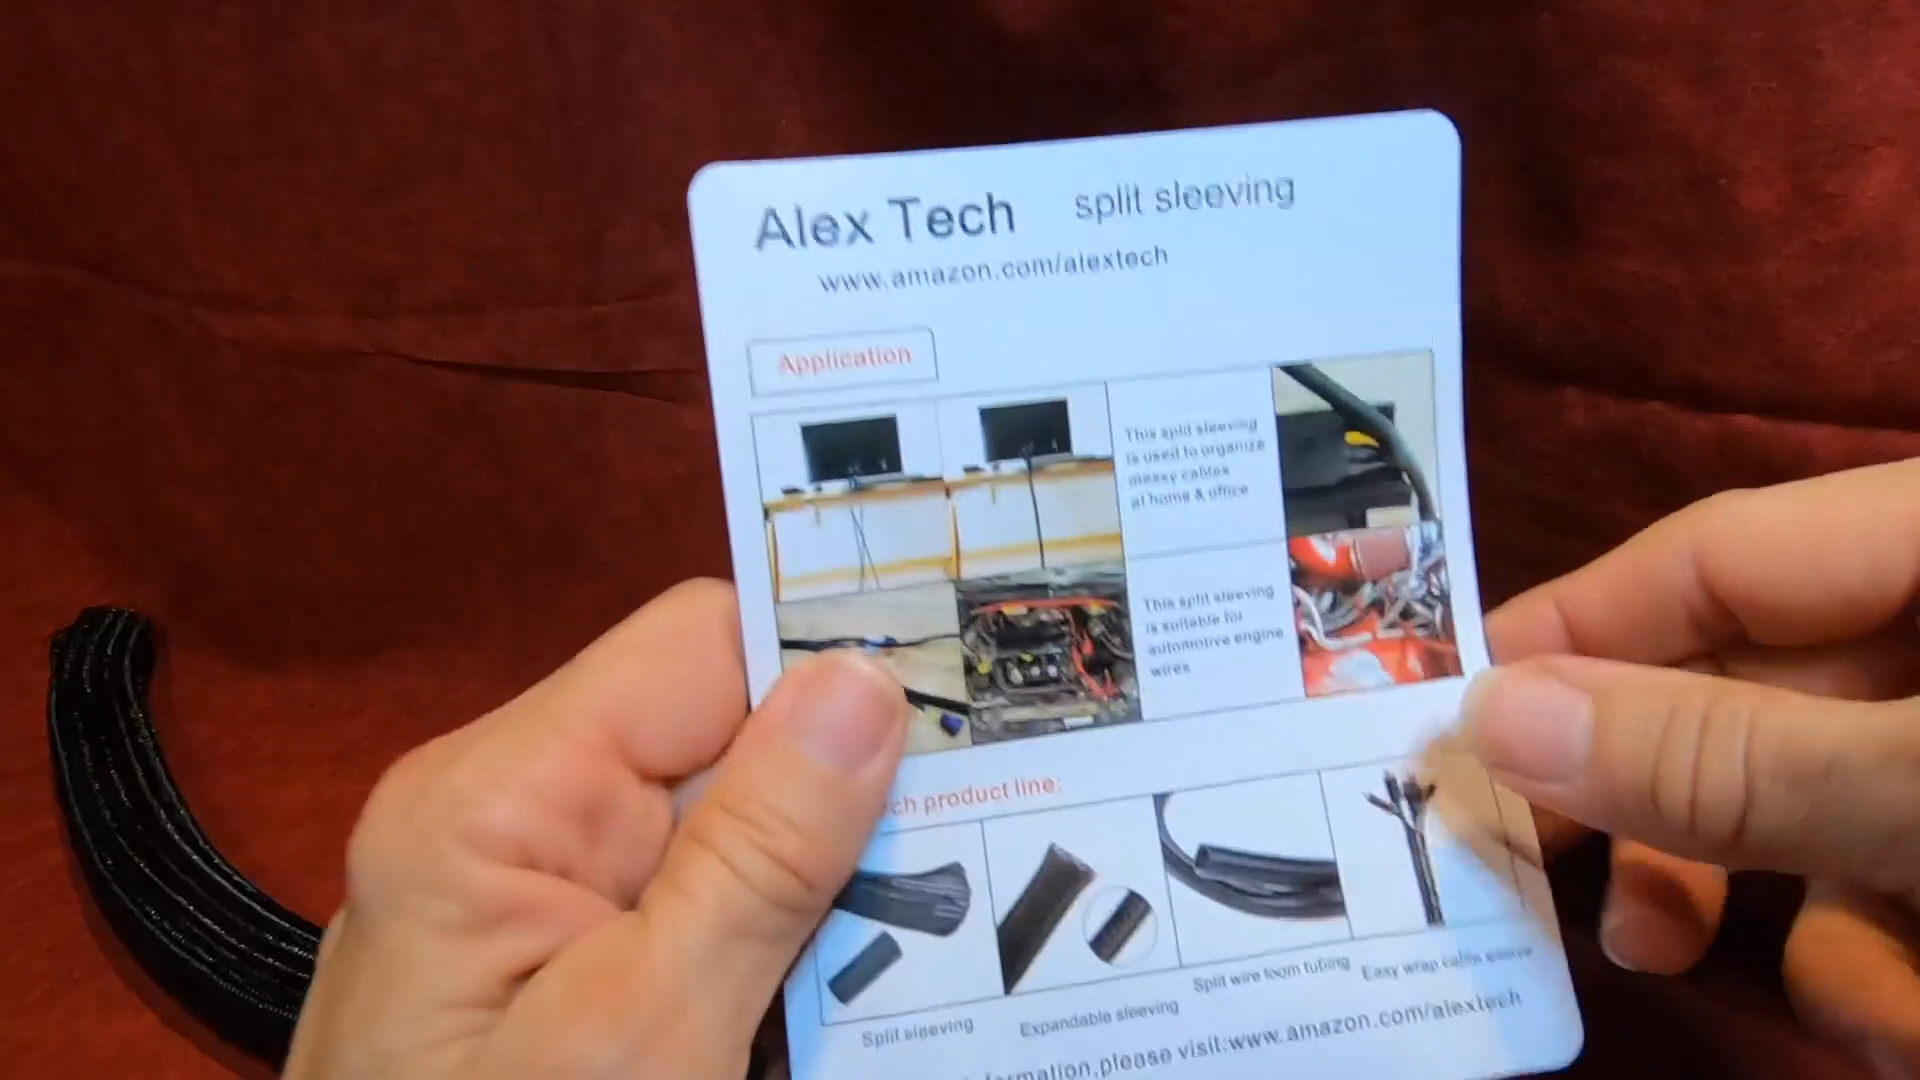 Alex Tech split sleeving
www.amazon.com/alextech
Application
This split sleeving
is used to organize
messy cables
at home & office
This split sleeving
is suitable for
automotive engine
wires
product line:
Split sleeving
Expandable sleeving
Split wire loom tubing
Easy wrap cable sleeve
please visit:www.amazon.com/alextech